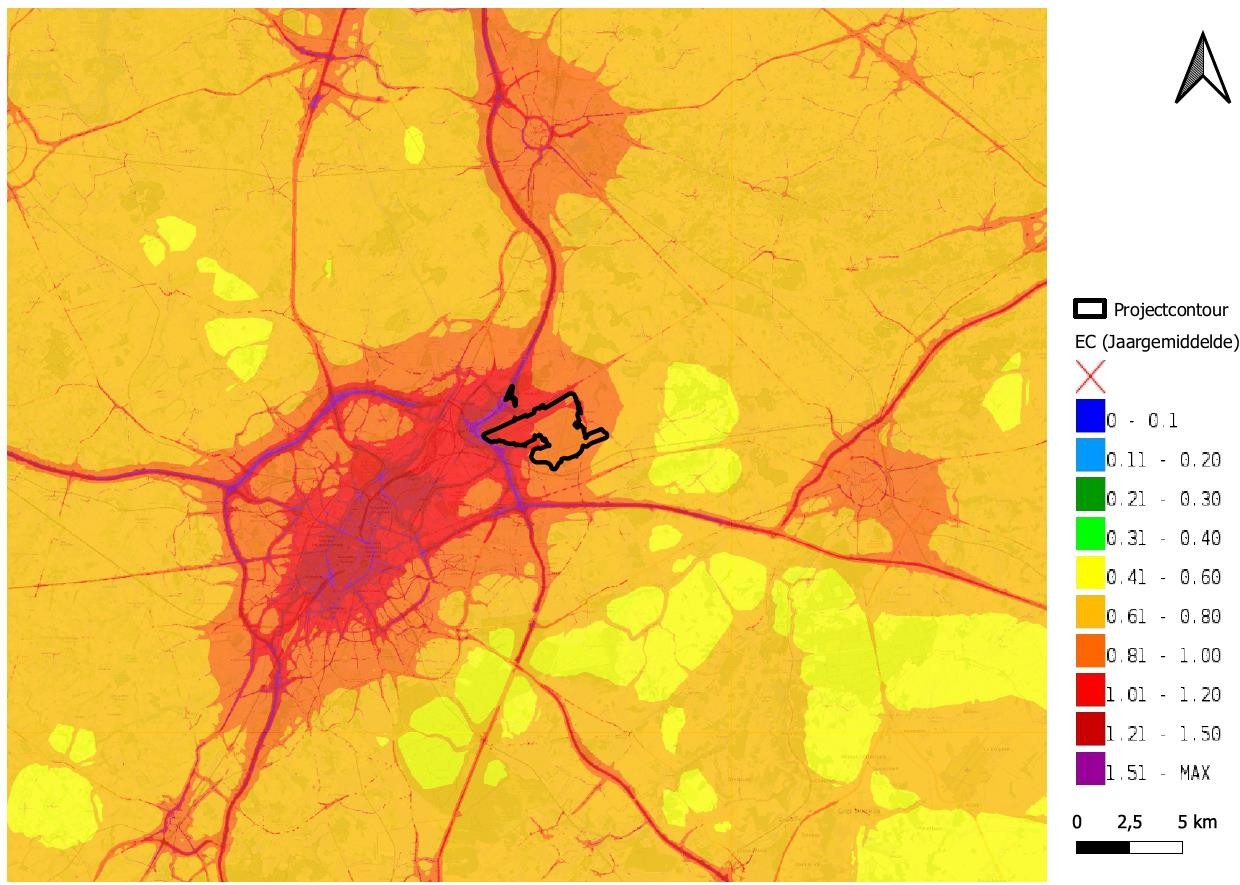 Projectcontour
EC (Jaargemiddelde)
0 - 0.1
0.11 - 0.20
0.21 - 0.30
0.31 - 0.40
0.41 - 0.60
0.61 - 0.80
0.81 - 1.00
1.01 - 1.20
1.21 - 1.50
1.51 - MAX
0 2,5 5 km